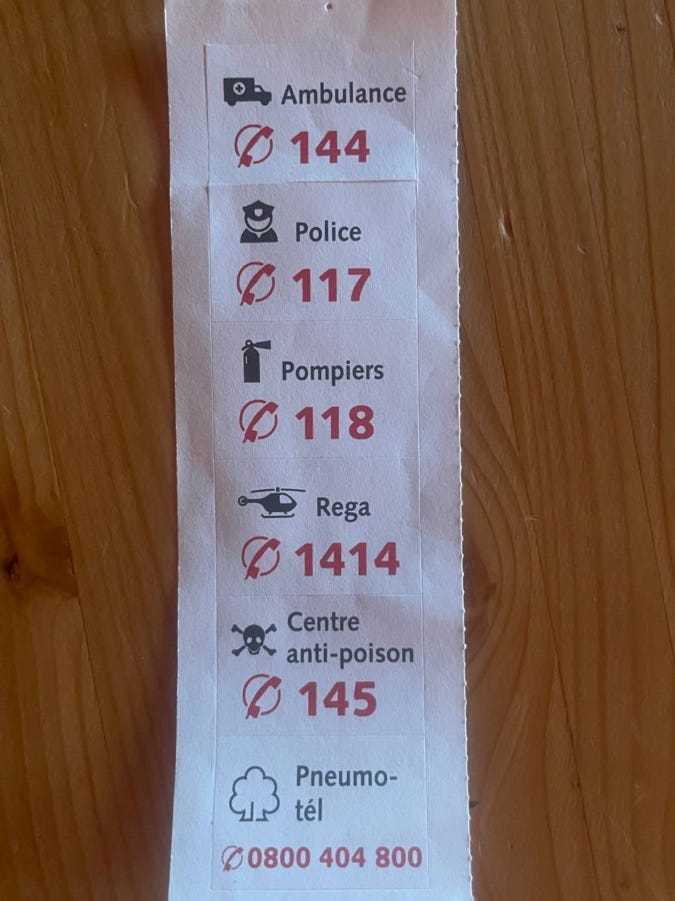 Ambulance
144
Police
117
Pompiers
118
Rega
1414
Centre
anti-poison
145
Pneumo-
tél
0800 404 800